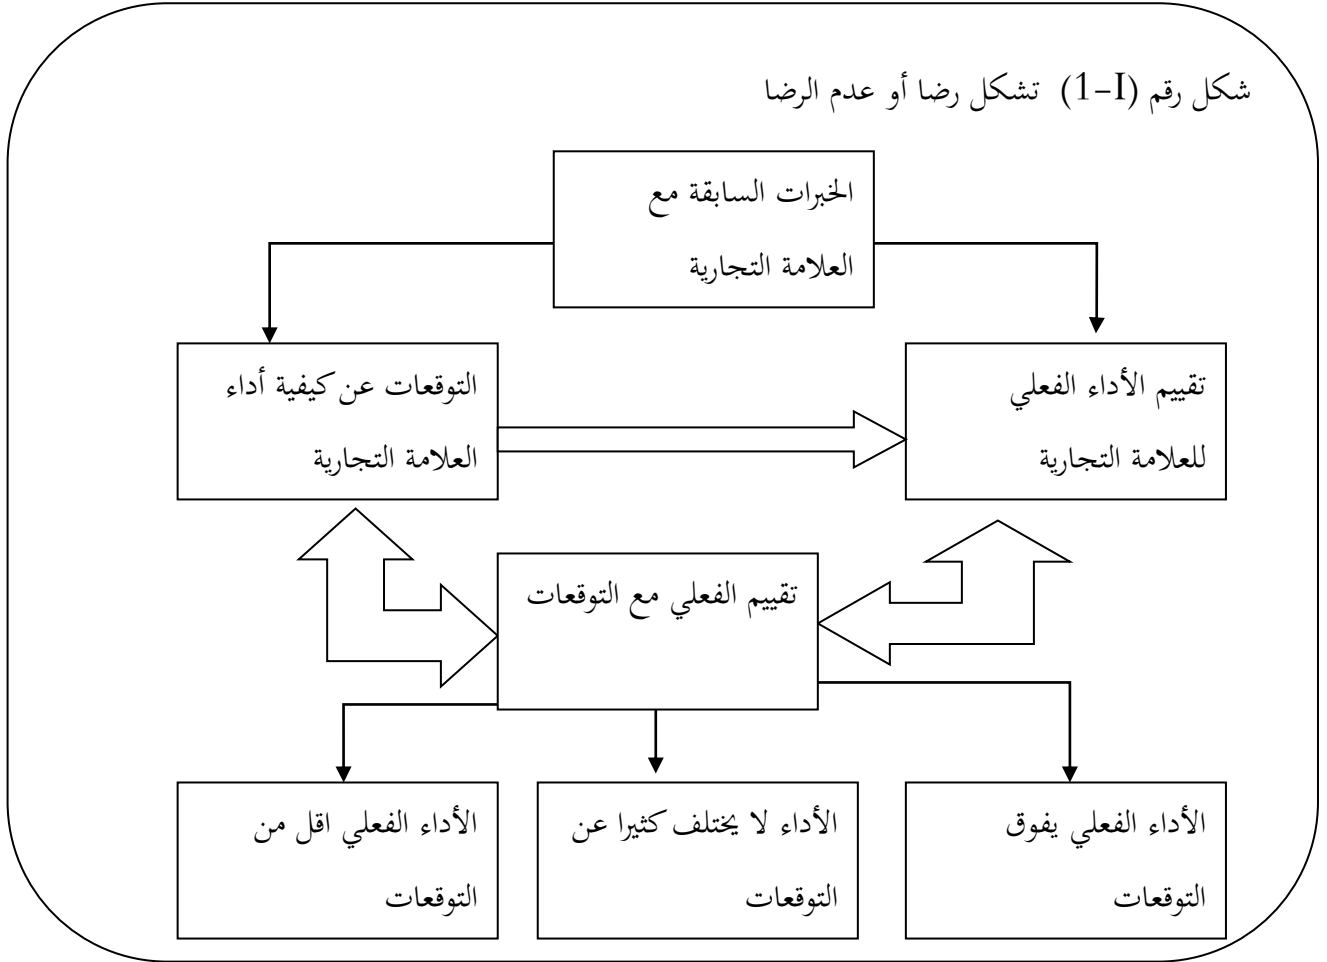 شكل رقم (I-1) تشكل رضا أو عدم الرضا
الخبرات السابقة مع
العلامة التجارية
تقييم الأداء الفعلي
للعلامة التجارية
التوقعات عن كيفية أداء
العلامة التجارية
تقييم الفعلي مع التوقعات
الأداء الفعلي يفوق
التوقعات
الأداء لا يختلف كثيرا عن
التوقعات
الأداء الفعلي اقل من
التوقعات